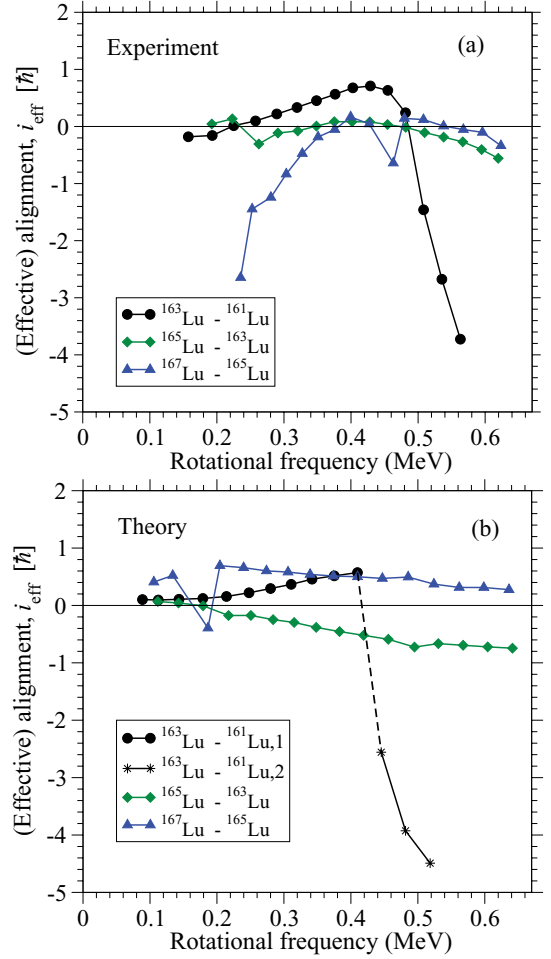 2
Experiment
(a)
1
0
-1
-2
-3
-4
-5
(Effective) alignment, i_eff [ħ]
¹⁶³Lu - ¹⁶¹Lu
¹⁶⁵Lu - ¹⁶³Lu
¹⁶⁷Lu - ¹⁶⁵Lu
0 0.1 0.2 0.3 0.4 0.5 0.6
Rotational frequency (MeV)
2
Theory
(b)
1
0
-1
-2
-3
-4
-5
(Effective) alignment, i_eff [ħ]
¹⁶³Lu - ¹⁶¹Lu,1
¹⁶³Lu - ¹⁶¹Lu,2
¹⁶⁵Lu - ¹⁶³Lu
¹⁶⁷Lu - ¹⁶⁵Lu
0 0.1 0.2 0.3 0.4 0.5 0.6
Rotational frequency (MeV)